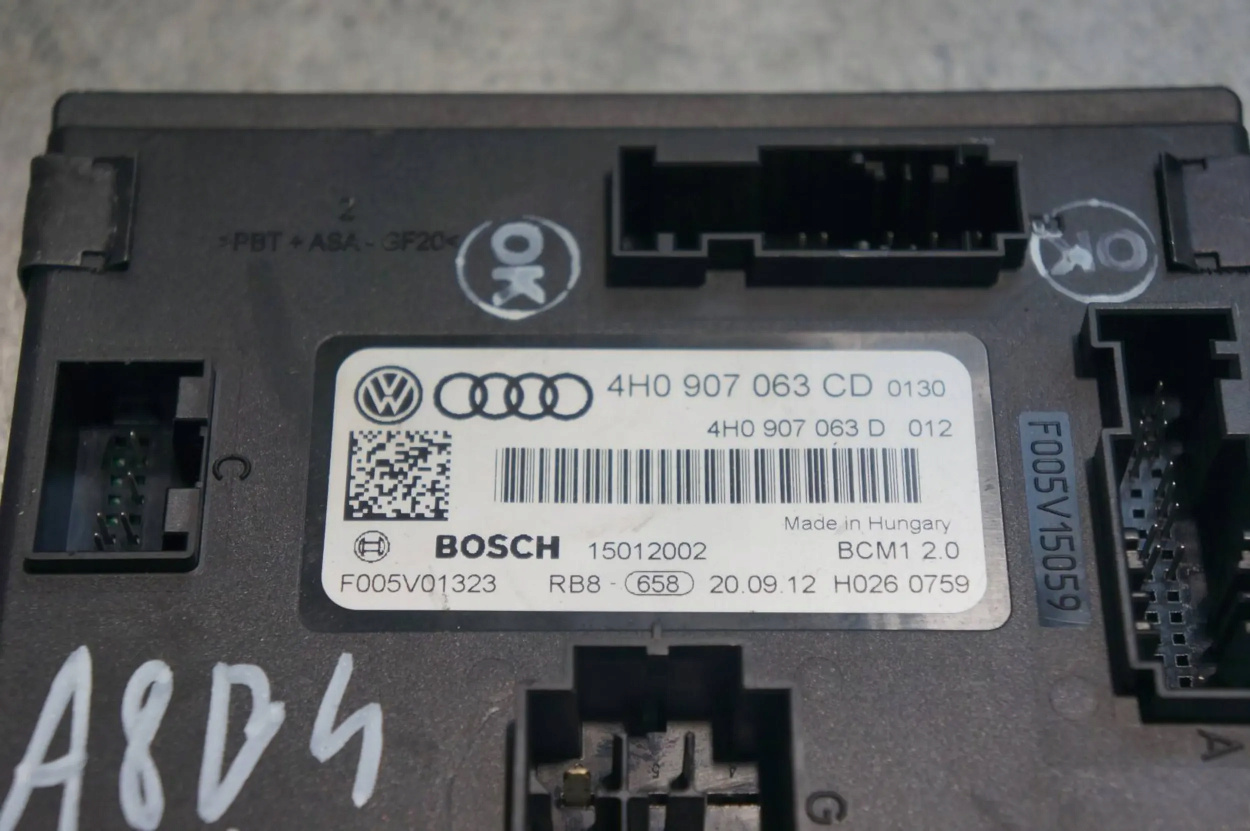 2
>PBT + ASA - GF20<
OK
OK
4H0 907 063 CD 0130
4H0 907 063 D 012
Made in Hungary
BOSCH 15012002 BCM1 2.0
F005V01323 RB8 - 658 20.09.12 H026 0759
F005V15059
C
A
G
A8D4